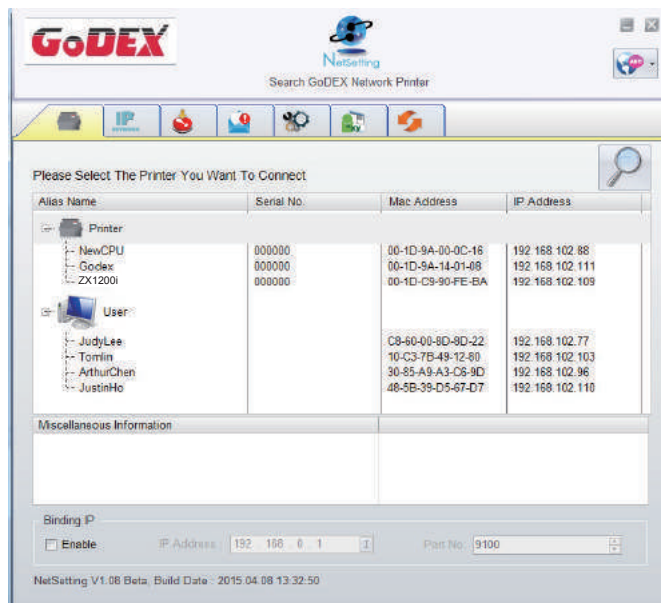 GODEX
NetSetting
Search GoDEX Network Printer
IP
Please Select The Printer You Want To Connect
Alias Name Serial No. Mac Address IP Address
Printer
NewCPU 000000 00-1D-9A-00-0C-16 192.168.102.88
Godex 000000 00-1D-9A-14-01-08 192.168.102.111
ZX1200i 000000 00-1D-C9-90-FE-BA 192.168.102.109
User
JudyLee C8-60-00-8D-8D-22 192.168.102.77
Tomlin 10-C3-7B-49-12-80 192.168.102.103
ArthurChen 30-85-A9-A3-C6-9D 192.168.102.96
JustinHo 48-5B-39-D5-67-D7 192.168.102.110
Miscellaneous Information
Binding IP
Enable IP Address : 192 . 168 . 0 . 1 Port No: 9100
NetSetting V1.08 Beta, Build Date : 2015.04.08 13:32:50